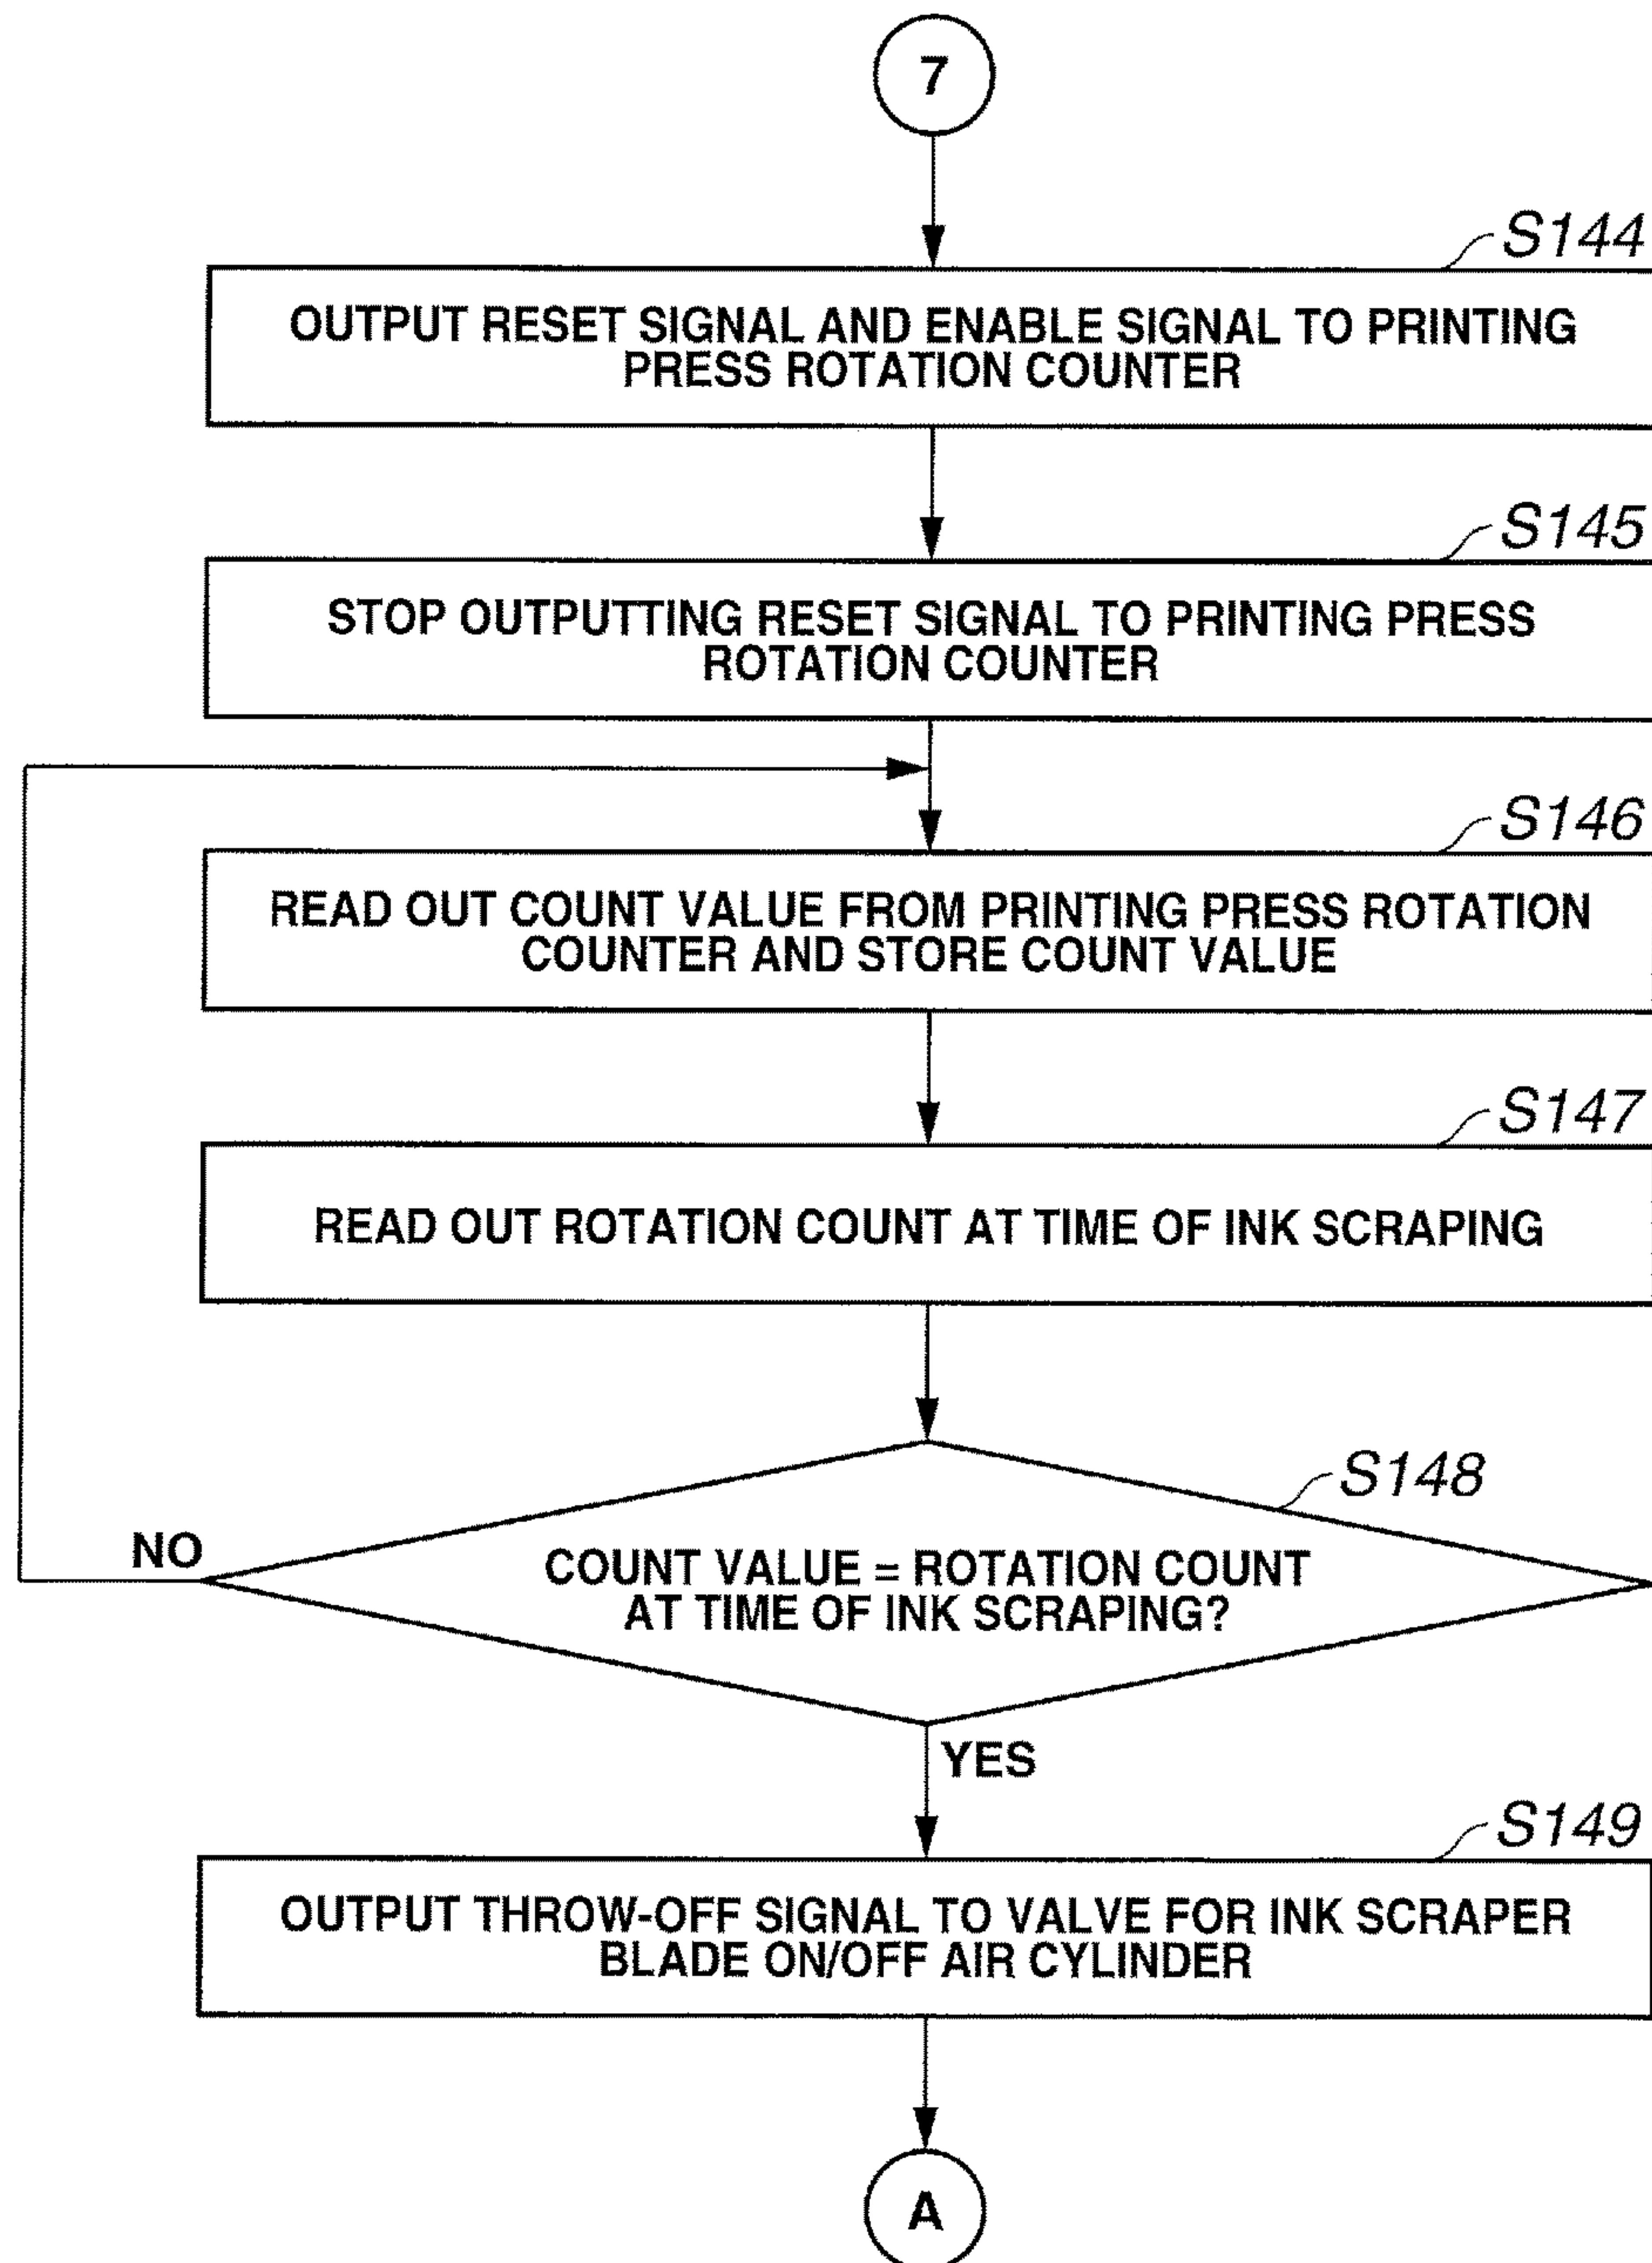 7
S144
OUTPUT RESET SIGNAL AND ENABLE SIGNAL TO PRINTING
PRESS ROTATION COUNTER
S145
STOP OUTPUTTING RESET SIGNAL TO PRINTING PRESS
ROTATION COUNTER
S146
READ OUT COUNT VALUE FROM PRINTING PRESS ROTATION
COUNTER AND STORE COUNT VALUE
S147
READ OUT ROTATION COUNT AT TIME OF INK SCRAPING
S148
NO
COUNT VALUE = ROTATION COUNT
AT TIME OF INK SCRAPING?
YES
S149
OUTPUT THROW-OFF SIGNAL TO VALVE FOR INK SCRAPER
BLADE ON/OFF AIR CYLINDER
A